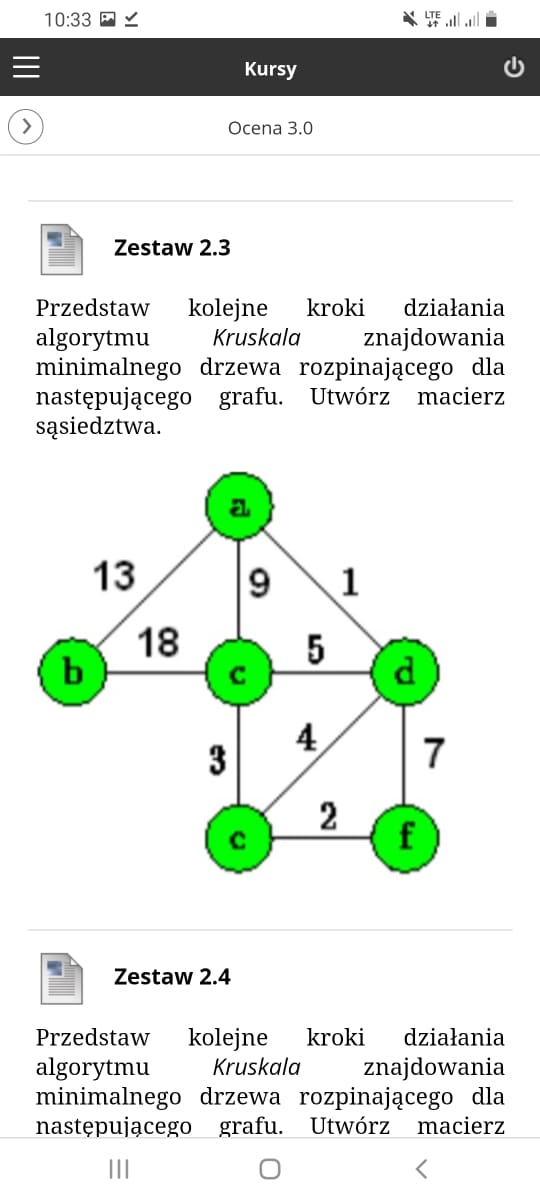 10:33 LTE
Kursy
Ocena 3.0
Zestaw 2.3
Przedstaw kolejne kroki działania
algorytmu Kruskala znajdowania
minimalnego drzewa rozpinającego dla
następującego grafu. Utwórz macierz
sąsiedztwa.
a
13 9 1
18 5
b c d
3 4 7
2
c f
Zestaw 2.4
Przedstaw kolejne kroki działania
algorytmu Kruskala znajdowania
minimalnego drzewa rozpinającego dla
następującego grafu. Utwórz macierz